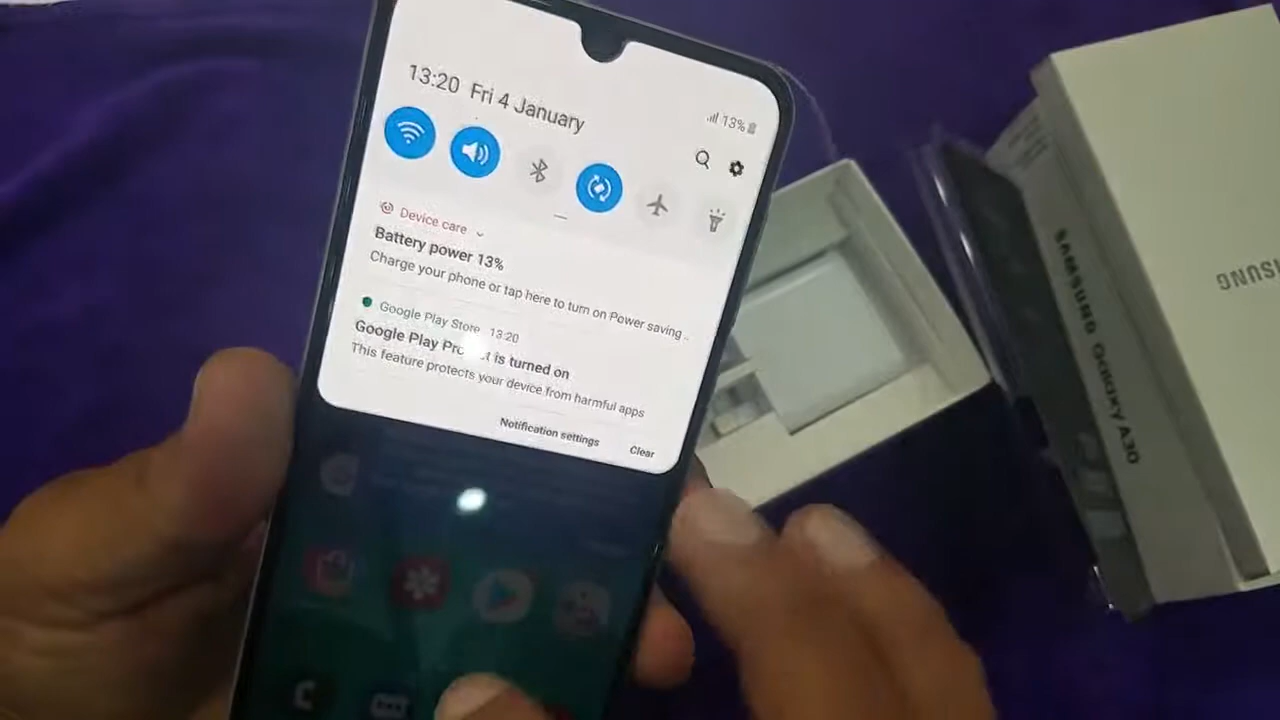 13:20 Fri 4 January
13%
Device care
Battery power 13%
Charge your phone or tap here to turn on Power saving ..
Google Play Store 13:20
Google Play is turned on
This feature protects your device from harmful apps
Notification settings
Clear
SAMSUNG Galaxy A30